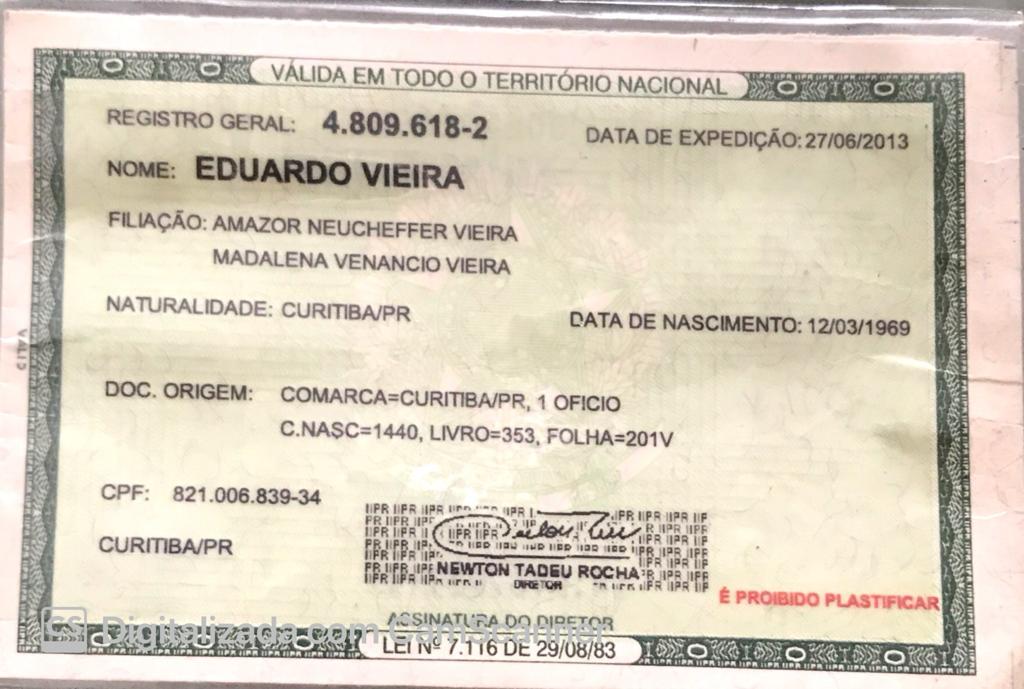 VÁLIDA EM TODO O TERRITÓRIO NACIONAL
REGISTRO GERAL: 4.809.618-2 DATA DE EXPEDIÇÃO: 27/06/2013
NOME: EDUARDO VIEIRA
FILIAÇÃO: AMAZOR NEUCHEFFER VIEIRA
MADALENA VENANCIO VIEIRA
NATURALIDADE: CURITIBA/PR DATA DE NASCIMENTO: 12/03/1969
DOC. ORIGEM: COMARCA=CURITIBA/PR, 1 OFICIO
C.NASC=1440, LIVRO=353, FOLHA=201V
CPF: 821.006.839-34
CURITIBA/PR
NEWTON TADEU ROCHA
DIRETOR
É PROIBIDO PLASTIFICAR
ASSINATURA DO DIRETOR
CS Digitalizada com CamScanner
LEI Nº 7.116 DE 29/08/83